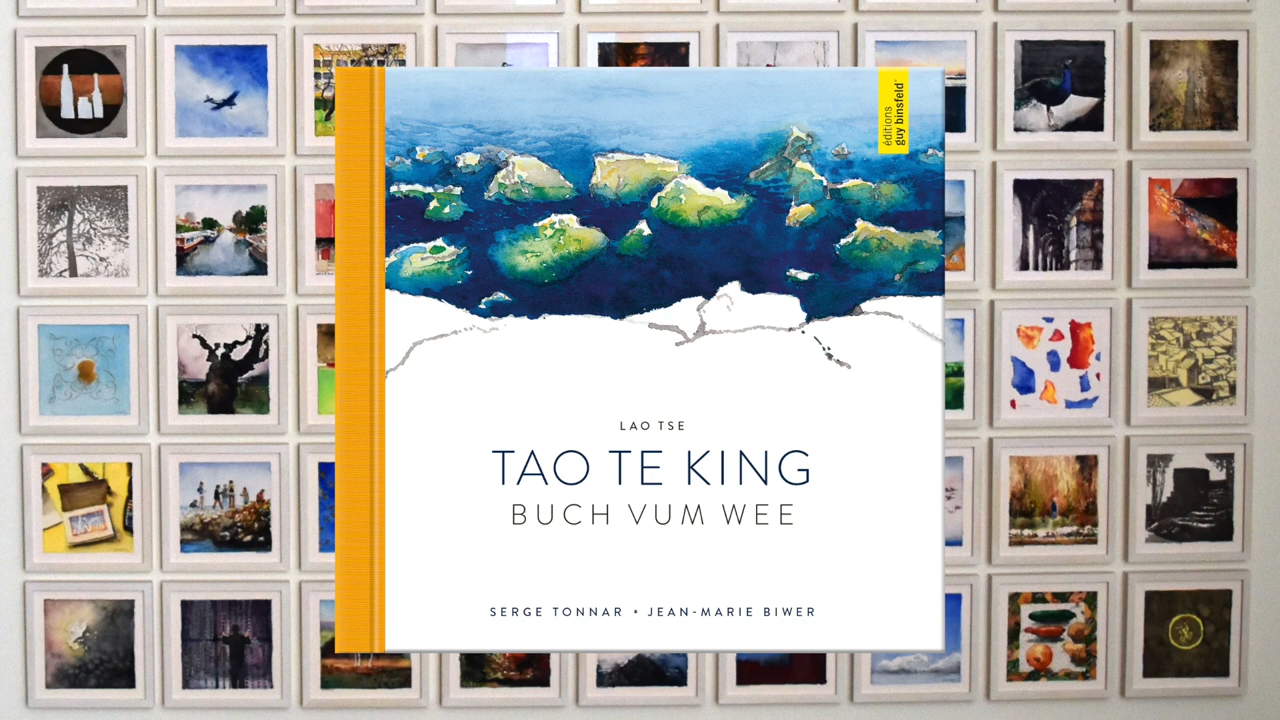 éditions
guy binsfeld
LAO TSE
TAO TE KING
BUCH VUM WEE
SERGE TONNAR • JEAN-MARIE BIWER